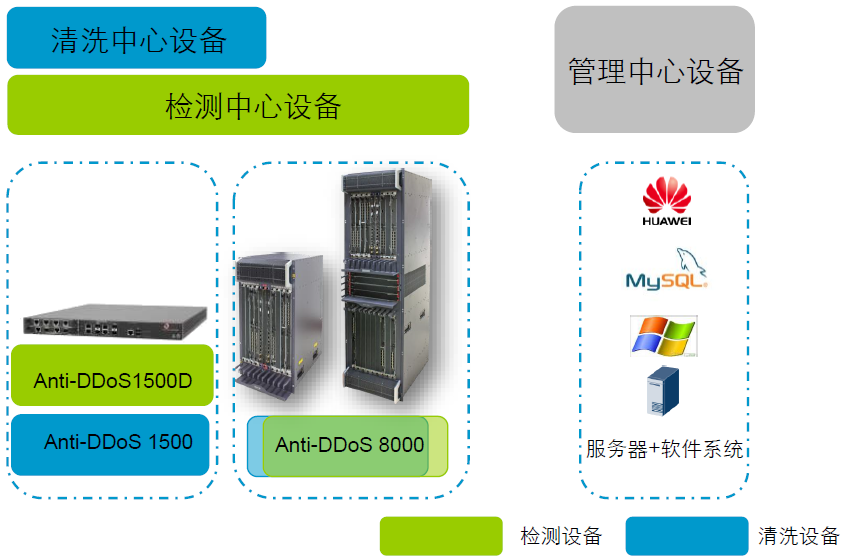 清洗中心设备
检测中心设备
管理中心设备
HUAWEI
MySQL
Anti-DDoS1500D
Anti-DDoS 1500
Anti-DDoS 8000
服务器+软件系统
检测设备
清洗设备